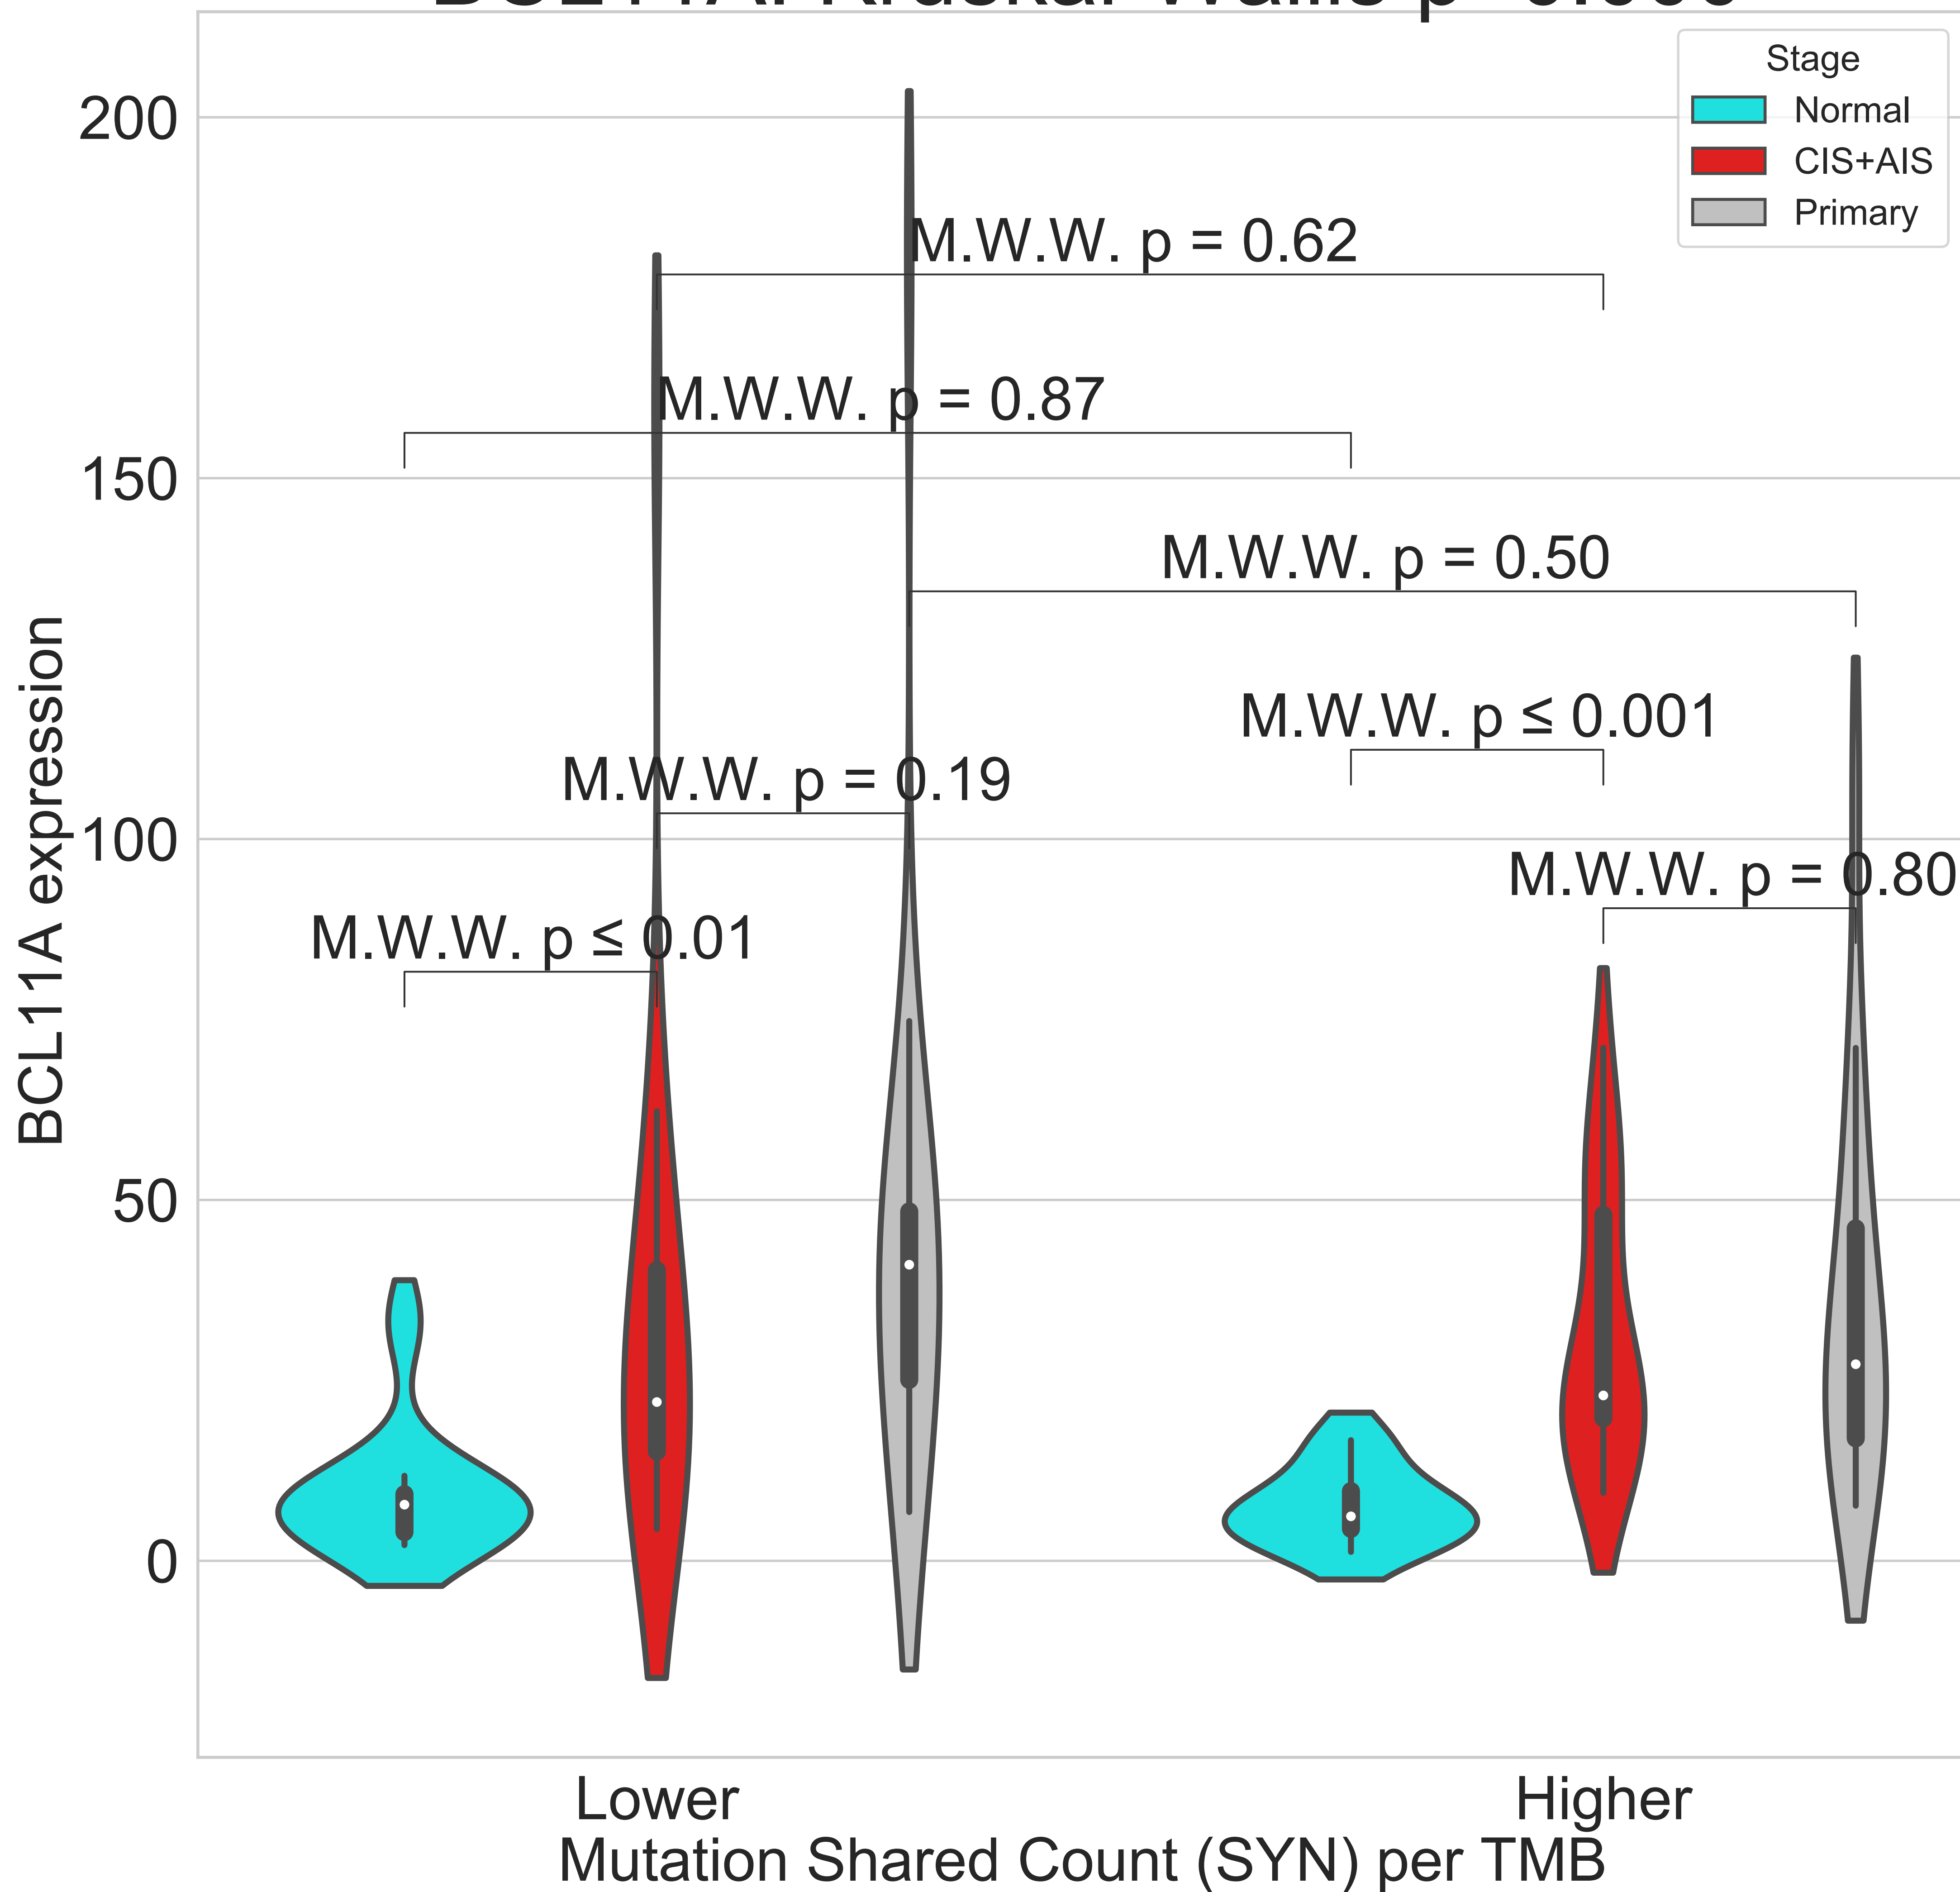 Stage
Normal
CIS+AIS
Primary
200
150
100
50
0
BCL11A expression
M.W.W. p = 0.62
M.W.W. p = 0.87
M.W.W. p = 0.50
M.W.W. p ≤ 0.001
M.W.W. p = 0.19
M.W.W. p = 0.80
M.W.W. p ≤ 0.01
Lower
Higher
Mutation Shared Count (SYN) per TMB